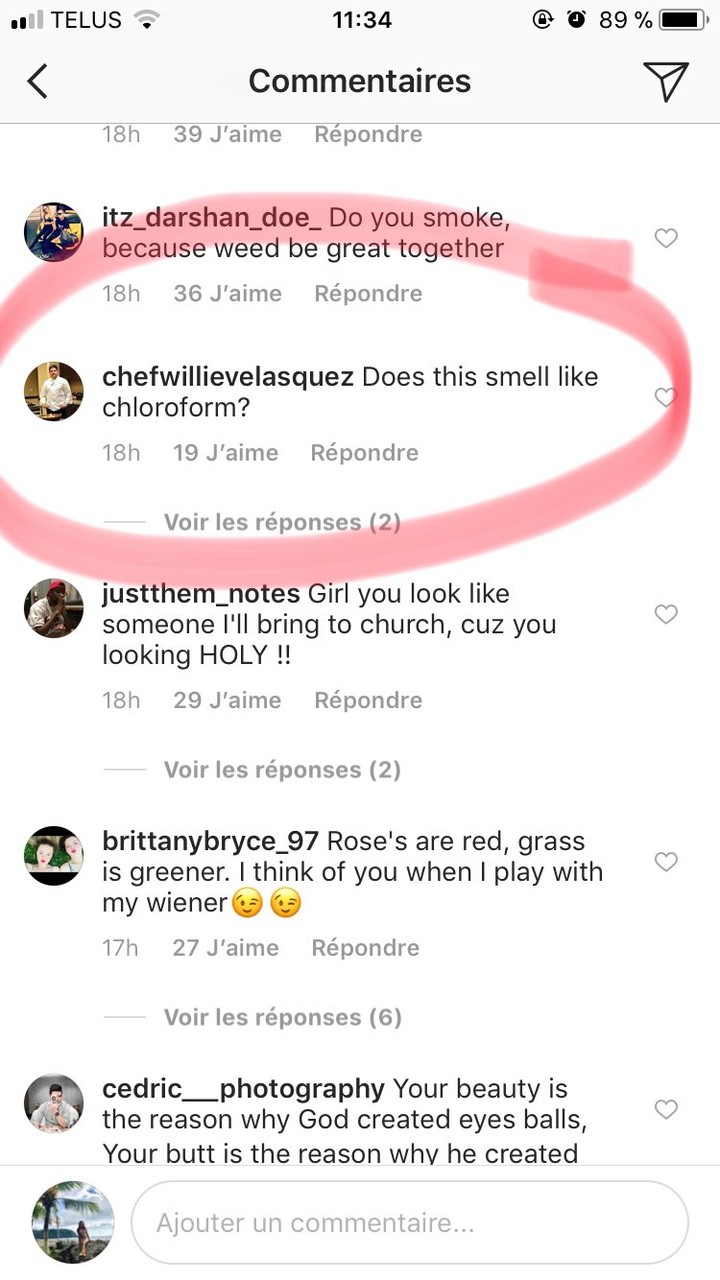 TELUS 11:34 89 %
Commentaires
18h 39 J’aime Répondre
itz_darshan_doe_ Do you smoke,
because weed be great together
18h 36 J’aime Répondre
chefwillievelasquez Does this smell like
chloroform?
18h 19 J’aime Répondre
Voir les réponses (2)
justthem_notes Girl you look like
someone I'll bring to church, cuz you
looking HOLY !!
18h 29 J’aime Répondre
Voir les réponses (2)
brittanybryce_97 Rose's are red, grass
is greener. I think of you when I play with
my wiener😉😉
17h 27 J’aime Répondre
Voir les réponses (6)
cedric___photography Your beauty is
the reason why God created eyes balls,
Your butt is the reason why he created
Ajouter un commentaire...